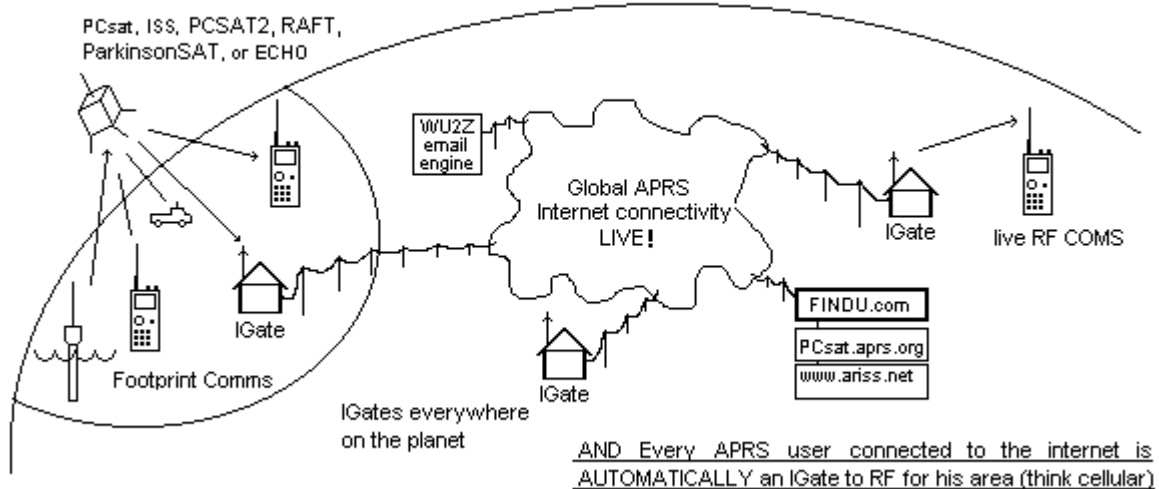 PCsat, ISS, PCSAT2, RAFT,
ParkinsonSAT, or ECHO
WU2Z
email
engine
Global APRS
Internet connectivity
LIVE!
IGate
live RF COMS
IGate
Footprint Comms
IGate
FINDU.com
PCsat.aprs.org
www.ariss.net
IGates everywhere
on the planet
AND Every APRS user connected to the internet is
AUTOMATICALLY an IGate to RF for his area (think cellular)